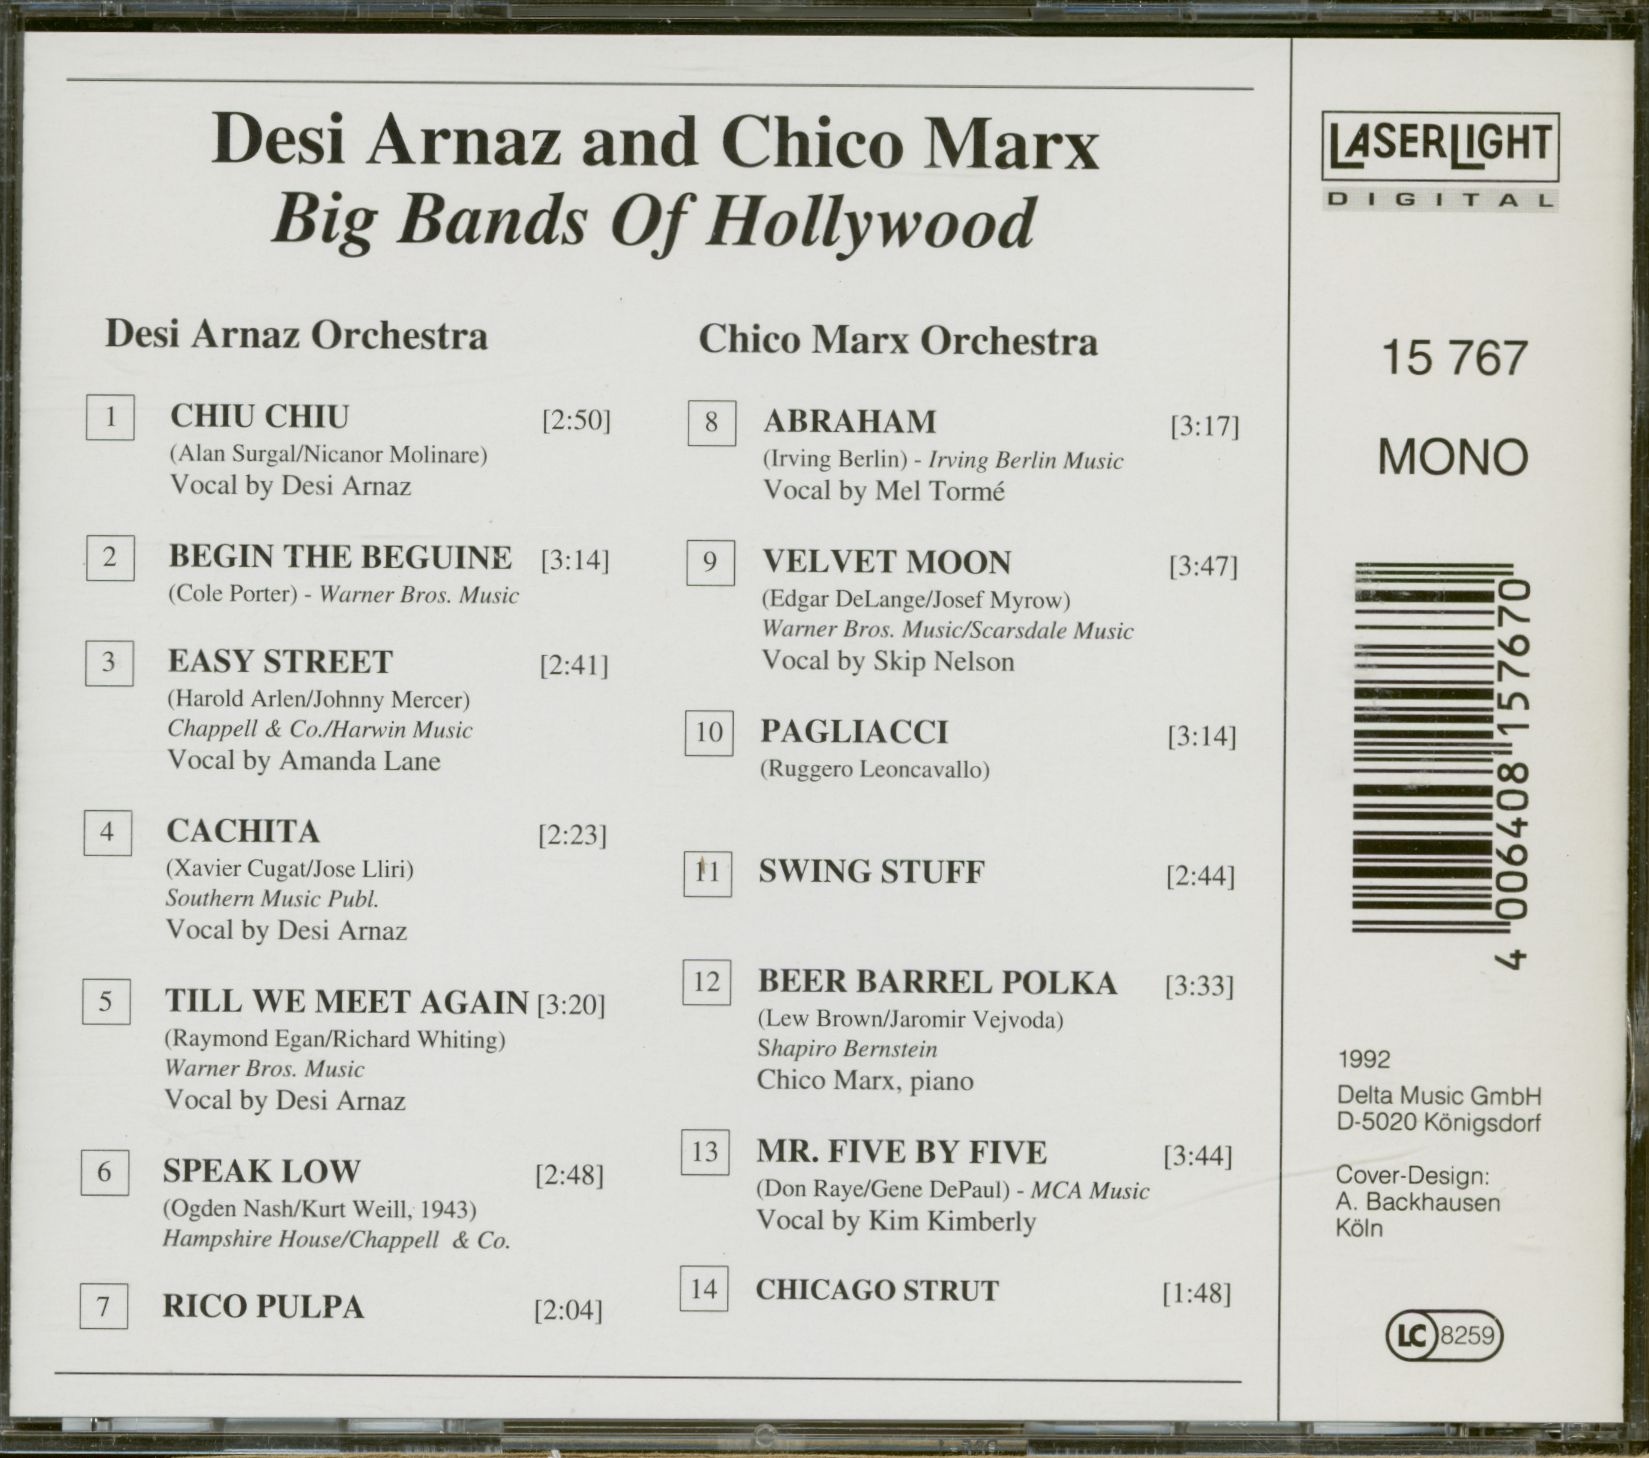 Desi Arnaz and Chico Marx
Big Bands Of Hollywood
Desi Arnaz Orchestra
1 CHIU CHIU [2:50]
(Alan Surgal/Nicanor Molinare)
Vocal by Desi Arnaz
2 BEGIN THE BEGUINE [3:14]
(Cole Porter) - Warner Bros. Music
3 EASY STREET [2:41]
(Harold Arlen/Johnny Mercer)
Chappell & Co./Harwin Music
Vocal by Amanda Lane
4 CACHITA [2:23]
(Xavier Cugat/Jose Lliri)
Southern Music Publ.
Vocal by Desi Arnaz
5 TILL WE MEET AGAIN [3:20]
(Raymond Egan/Richard Whiting)
Warner Bros. Music
Vocal by Desi Arnaz
6 SPEAK LOW [2:48]
(Ogden Nash/Kurt Weill, 1943)
Hampshire House/Chappell & Co.
7 RICO PULPA [2:04]
Chico Marx Orchestra
8 ABRAHAM [3:17]
(Irving Berlin) - Irving Berlin Music
Vocal by Mel Tormé
9 VELVET MOON [3:47]
(Edgar DeLange/Josef Myrow)
Warner Bros. Music/Scarsdale Music
Vocal by Skip Nelson
10 PAGLIACCI [3:14]
(Ruggero Leoncavallo)
11 SWING STUFF [2:44]
12 BEER BARREL POLKA [3:33]
(Lew Brown/Jaromir Vejvoda)
Shapiro Bernstein
Chico Marx, piano
13 MR. FIVE BY FIVE [3:44]
(Don Raye/Gene DePaul) - MCA Music
Vocal by Kim Kimberly
14 CHICAGO STRUT [1:48]
LASERLIGHT
DIGITAL
15 767
MONO
4 006408 157670
1992
Delta Music GmbH
D-5020 Königsdorf
Cover-Design:
A. Backhausen
Köln
LC 8259